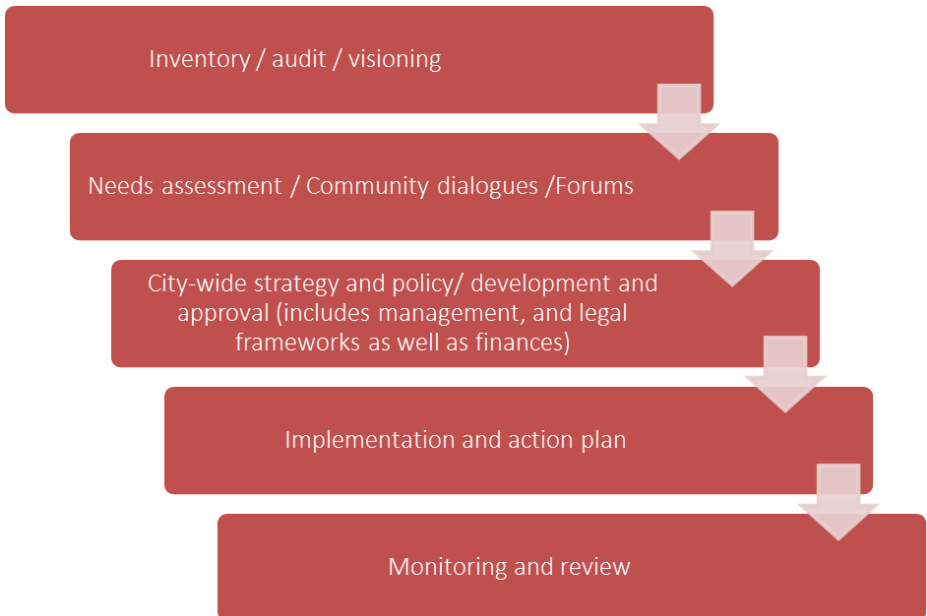 Inventory / audit / visioning
Needs assessment / Community dialogues /Forums
City-wide strategy and policy/ development and
approval (includes management, and legal
frameworks as well as finances)
Implementation and action plan
Monitoring and review